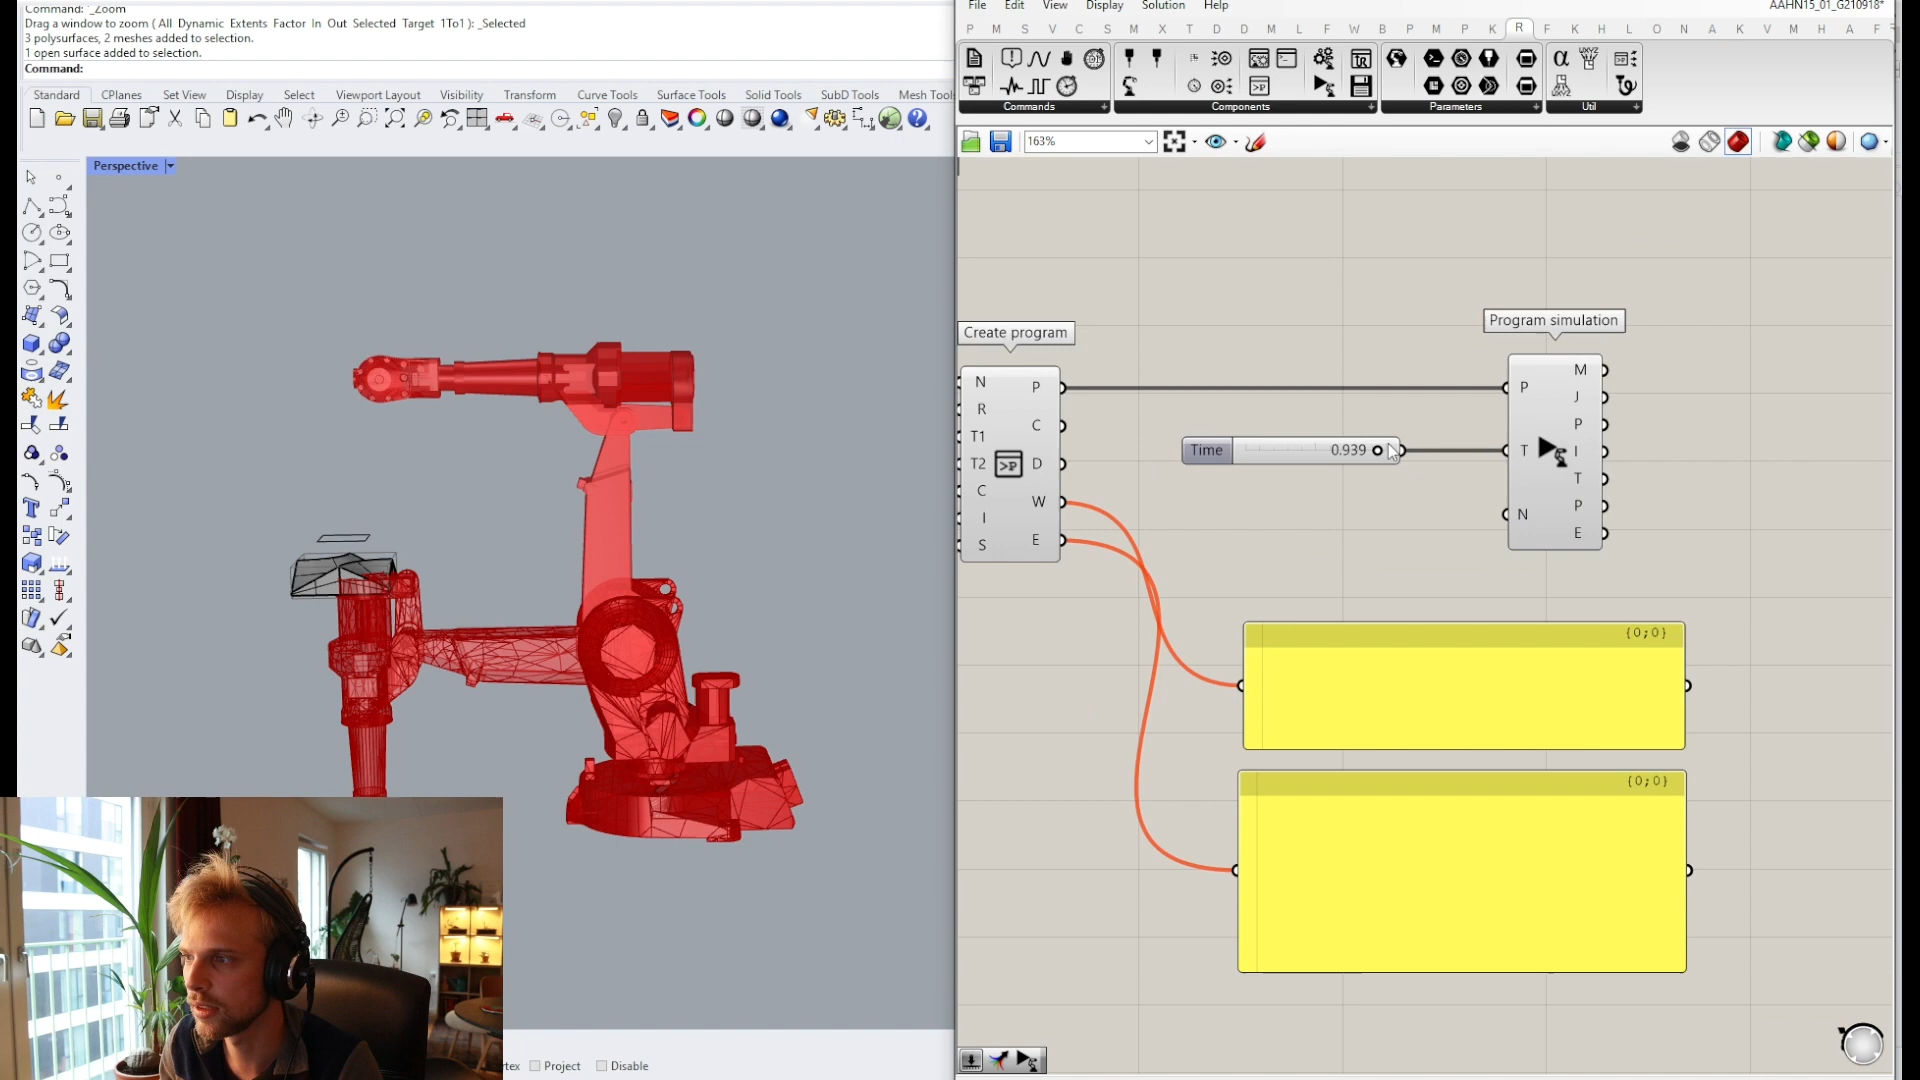 Command: '_Zoom
Drag a window to zoom ( All Dynamic Extents Factor In Out Selected Target 1To1 ): _Selected
3 polysurfaces, 2 meshes added to selection.
1 open surface added to selection.
Command:
Standard CPlanes Set View Display Select Viewport Layout Visibility Transform Curve Tools Surface Tools Solid Tools SubD Tools Mesh Tools
Perspective
Project Disable
File Edit View Display Solution Help
AAHN15_01_G210918*
P M S V C S M X T D D M L F W B P M P K R F K H L O N A K V M H A F
Commands Components Parameters Util
163%
Create program
N P
R C
T1
T2 D
C W
I E
S
Time 0.939
Program simulation
M
P J
P
T I
T
N P
E
{0;0}
{0;0}